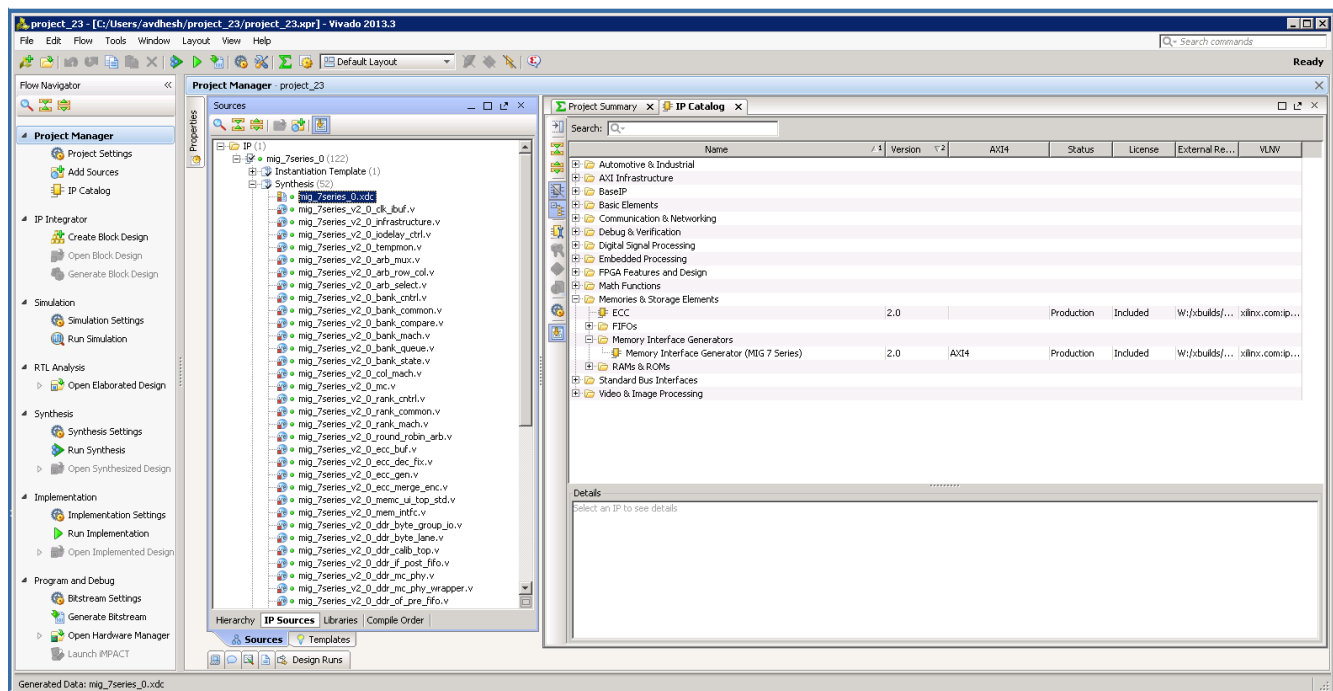 project_23 - [C:/Users/avdhesh/project_23/project_23.xpr] - Vivado 2013.3
File Edit Flow Tools Window Layout View Help
Search commands
Default Layout
Ready
Flow Navigator
Project Manager
Project Settings
Add Sources
IP Catalog
IP Integrator
Create Block Design
Open Block Design
Generate Block Design
Simulation
Simulation Settings
Run Simulation
RTL Analysis
Open Elaborated Design
Synthesis
Synthesis Settings
Run Synthesis
Open Synthesized Design
Implementation
Implementation Settings
Run Implementation
Open Implemented Design
Program and Debug
Bitstream Settings
Generate Bitstream
Open Hardware Manager
Launch iMPACT
Project Manager - project_23
Properties
Sources
IP (1)
mig_7series_0 (122)
Instantiation Template (1)
Synthesis (52)
mig_7series_0.xdc
mig_7series_v2_0_clk_ibuf.v
mig_7series_v2_0_infrastructure.v
mig_7series_v2_0_iodelay_ctrl.v
mig_7series_v2_0_tempmon.v
mig_7series_v2_0_arb_mux.v
mig_7series_v2_0_arb_row_col.v
mig_7series_v2_0_arb_select.v
mig_7series_v2_0_bank_cntrl.v
mig_7series_v2_0_bank_common.v
mig_7series_v2_0_bank_compare.v
mig_7series_v2_0_bank_mach.v
mig_7series_v2_0_bank_queue.v
mig_7series_v2_0_bank_state.v
mig_7series_v2_0_col_mach.v
mig_7series_v2_0_mc.v
mig_7series_v2_0_rank_cntrl.v
mig_7series_v2_0_rank_common.v
mig_7series_v2_0_rank_mach.v
mig_7series_v2_0_round_robin_arb.v
mig_7series_v2_0_ecc_buf.v
mig_7series_v2_0_ecc_dec_fix.v
mig_7series_v2_0_ecc_gen.v
mig_7series_v2_0_ecc_merge_enc.v
mig_7series_v2_0_memc_ui_top_std.v
mig_7series_v2_0_mem_intfc.v
mig_7series_v2_0_ddr_byte_group_io.v
mig_7series_v2_0_ddr_byte_lane.v
mig_7series_v2_0_ddr_calib_top.v
mig_7series_v2_0_ddr_if_post_fifo.v
mig_7series_v2_0_ddr_mc_phy.v
mig_7series_v2_0_ddr_mc_phy_wrapper.v
mig_7series_v2_0_ddr_of_pre_fifo.v
Hierarchy IP Sources Libraries Compile Order
Sources Templates
Design Runs
Project Summary IP Catalog
Search:
Name 1 Version 2 AXI4 Status License External Re... VLNV
Automotive & Industrial
AXI Infrastructure
BaseIP
Basic Elements
Communication & Networking
Debug & Verification
Digital Signal Processing
Embedded Processing
FPGA Features and Design
Math Functions
Memories & Storage Elements
ECC 2.0 Production Included W:/xbuilds/... xilinx.com:ip...
FIFOs
Memory Interface Generators
Memory Interface Generator (MIG 7 Series) 2.0 AXI4 Production Included W:/xbuilds/... xilinx.com:ip...
RAMs & ROMs
Standard Bus Interfaces
Video & Image Processing
Details
Select an IP to see details
Generated Data: mig_7series_0.xdc